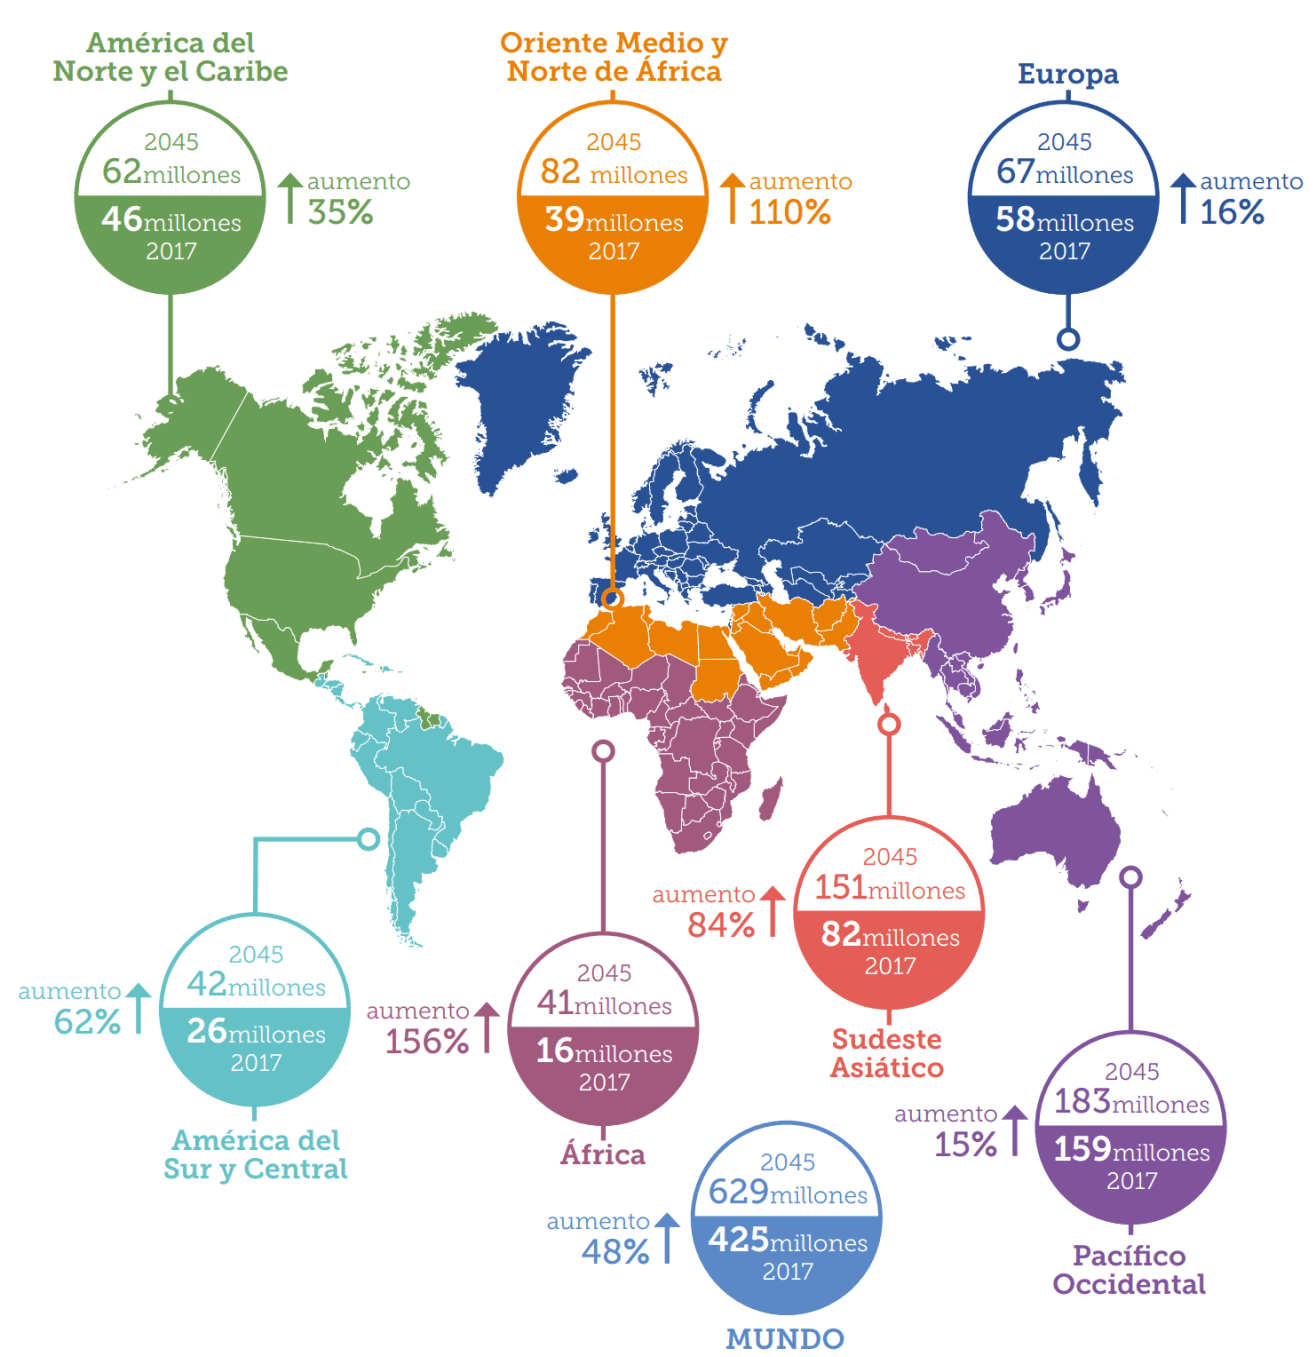 América del
Norte y el Caribe
2045
62millones
46millones
2017
aumento
35%
Oriente Medio y
Norte de África
2045
82 millones
39millones
2017
aumento
110%
Europa
2045
67millones
58millones
2017
aumento
16%
aumento
62%
2045
42millones
26millones
2017
América del
Sur y Central
aumento
156%
2045
41millones
16millones
2017
África
aumento
84%
2045
151millones
82millones
2017
Sudeste
Asiático
aumento
15%
2045
183millones
159millones
2017
Pacífico
Occidental
aumento
48%
2045
629millones
425millones
2017
MUNDO